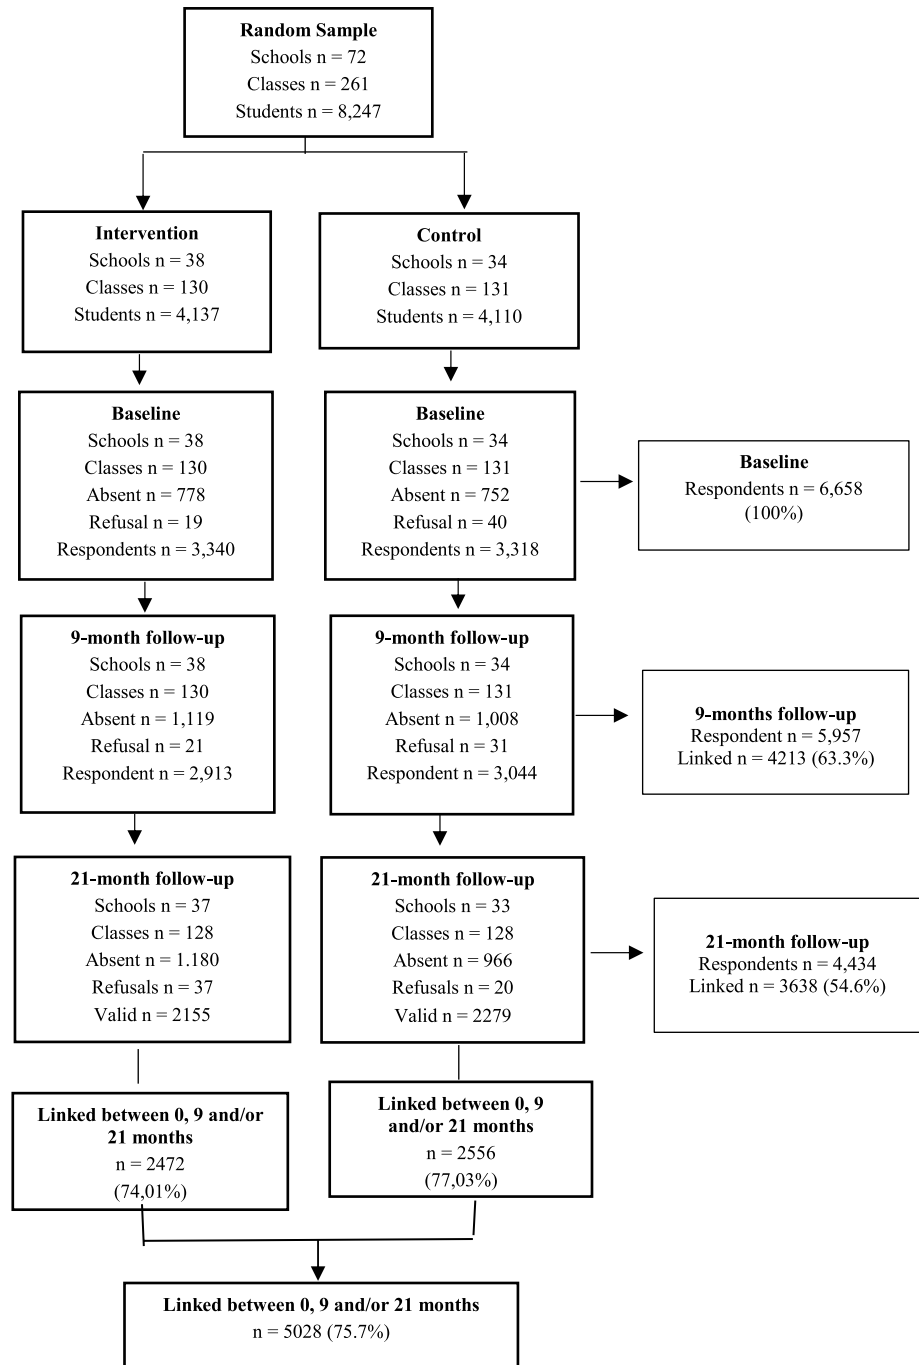 Random Sample
Schools n = 72
Classes n = 261
Students n = 8,247
Intervention
Schools n = 38
Classes n = 130
Students n = 4,137
Control
Schools n = 34
Classes n = 131
Students n = 4,110
Baseline
Schools n = 38
Classes n = 130
Absent n = 778
Refusal n = 19
Respondents n = 3,340
Baseline
Schools n = 34
Classes n = 131
Absent n = 752
Refusal n = 40
Respondents n = 3,318
Baseline
Respondents n = 6,658
(100%)
9-month follow-up
Schools n = 38
Classes n = 130
Absent n = 1,119
Refusal n = 21
Respondent n = 2,913
9-month follow-up
Schools n = 34
Classes n = 131
Absent n = 1,008
Refusal n = 31
Respondent n = 3,044
9-months follow-up
Respondent n = 5,957
Linked n = 4213 (63.3%)
21-month follow-up
Schools n = 37
Classes n = 128
Absent n = 1.180
Refusals n = 37
Valid n = 2155
21-month follow-up
Schools n = 33
Classes n = 128
Absent n = 966
Refusals n = 20
Valid n = 2279
21-month follow-up
Respondents n = 4,434
Linked n = 3638 (54.6%)
Linked between 0, 9 and/or
21 months
n = 2472
(74,01%)
Linked between 0, 9
and/or 21 months
n = 2556
(77,03%)
Linked between 0, 9 and/or 21 months
n = 5028 (75.7%)